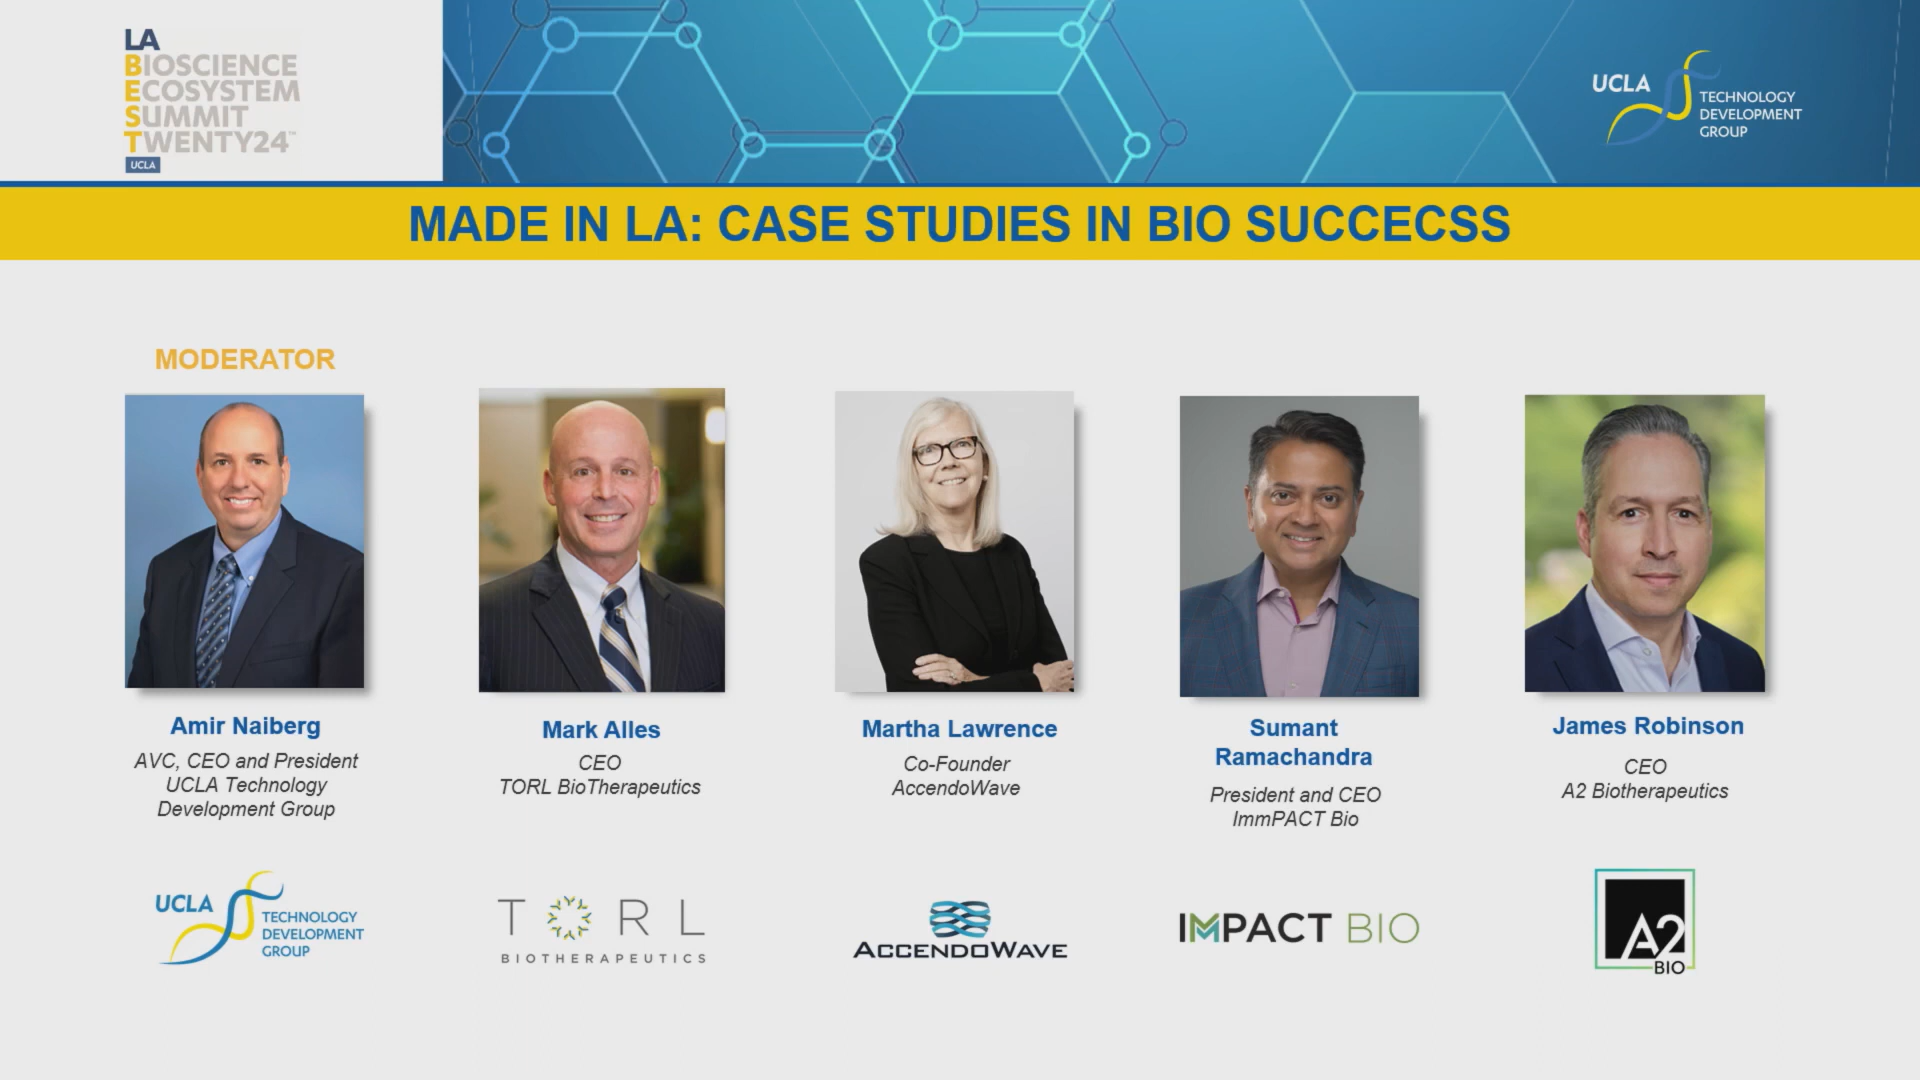 LA
BIOSCIENCE
ECOSYSTEM
SUMMIT
TWENTY24™
UCLA
UCLA
TECHNOLOGY
DEVELOPMENT
GROUP
MADE IN LA: CASE STUDIES IN BIO SUCCECSS
MODERATOR
Amir Naiberg
AVC, CEO and President
UCLA Technology
Development Group
Mark Alles
CEO
TORL BioTherapeutics
Martha Lawrence
Co-Founder
AccendoWave
Sumant
Ramachandra
President and CEO
ImmPACT Bio
James Robinson
CEO
A2 Biotherapeutics
UCLA
TECHNOLOGY
DEVELOPMENT
GROUP
TORL
BIOTHERAPEUTICS
ACCENDOWAVE
IMMPACT BIO
A2
BIO